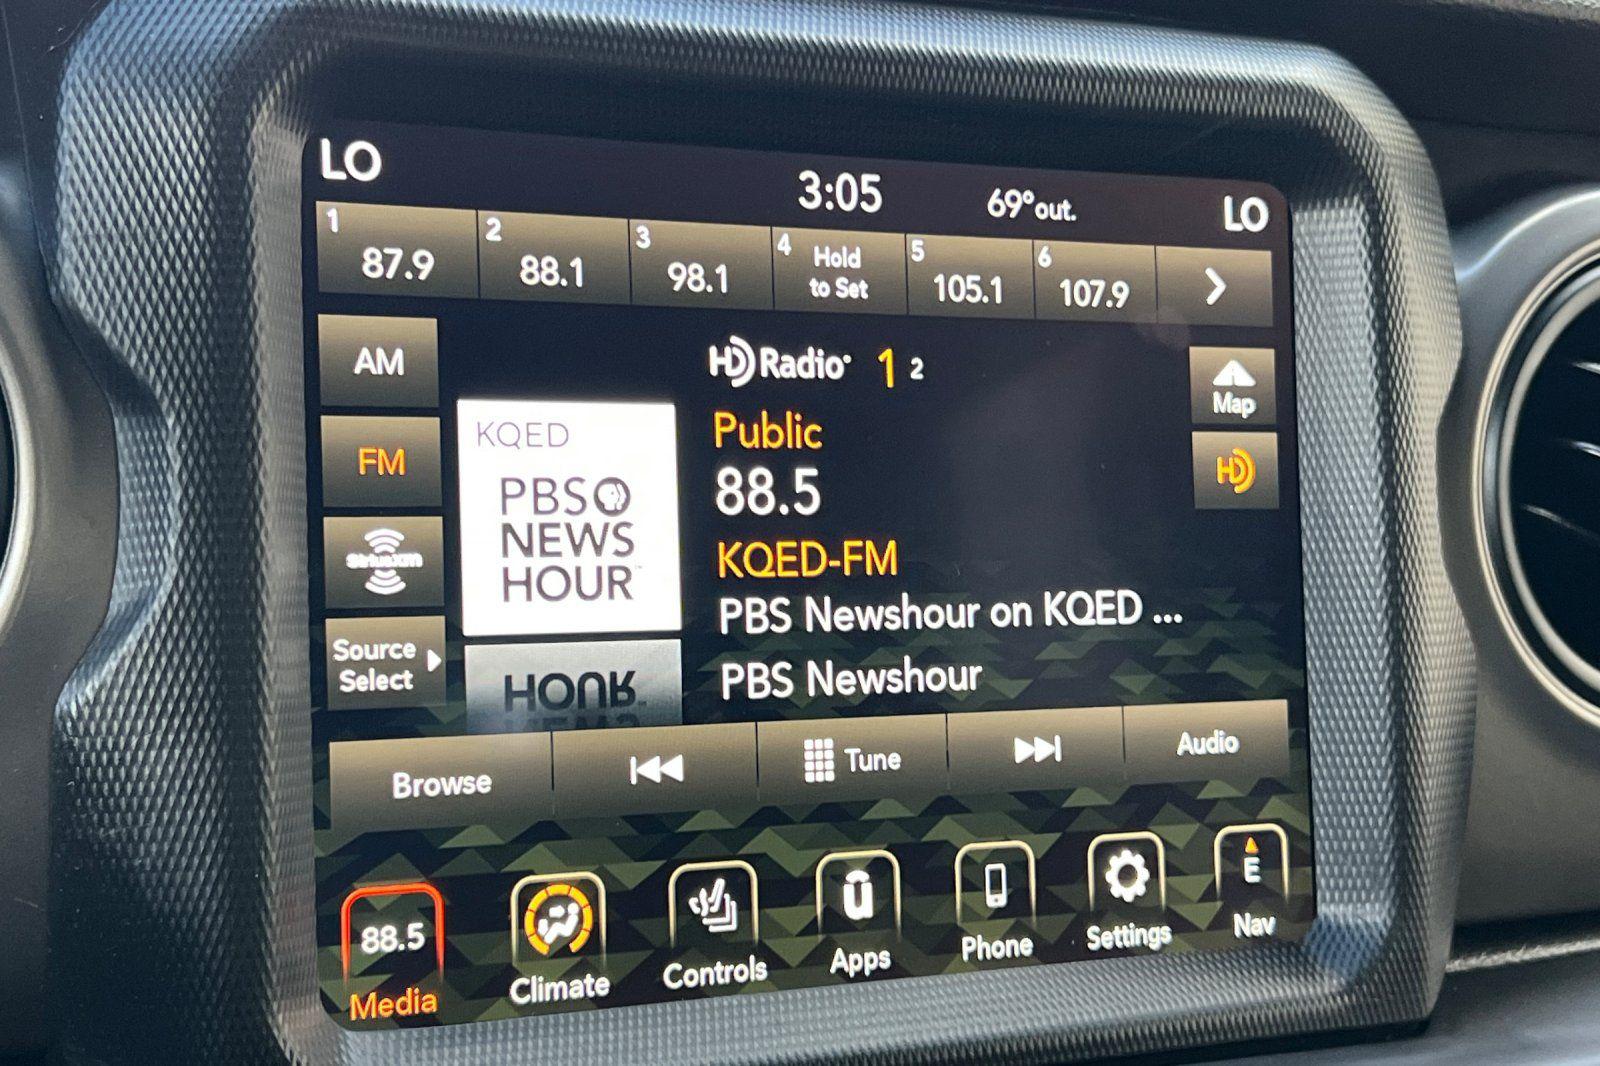 LO
3:05
69° out.
LO
1
87.9
2
88.1
3
98.1
4
Hold
to Set
5
105.1
6
107.9
AM
HD Radio
1
2
Map
KQED
PBS
NEWS
HOUR
Public
88.5
KQED-FM
PBS Newshour on KQED ...
PBS Newshour
FM
HD
SiriusXM
Source
Select
HOUR
Browse
Tune
Audio
88.5
Media
Climate
Controls
u
Apps
Phone
Settings
E
Nav